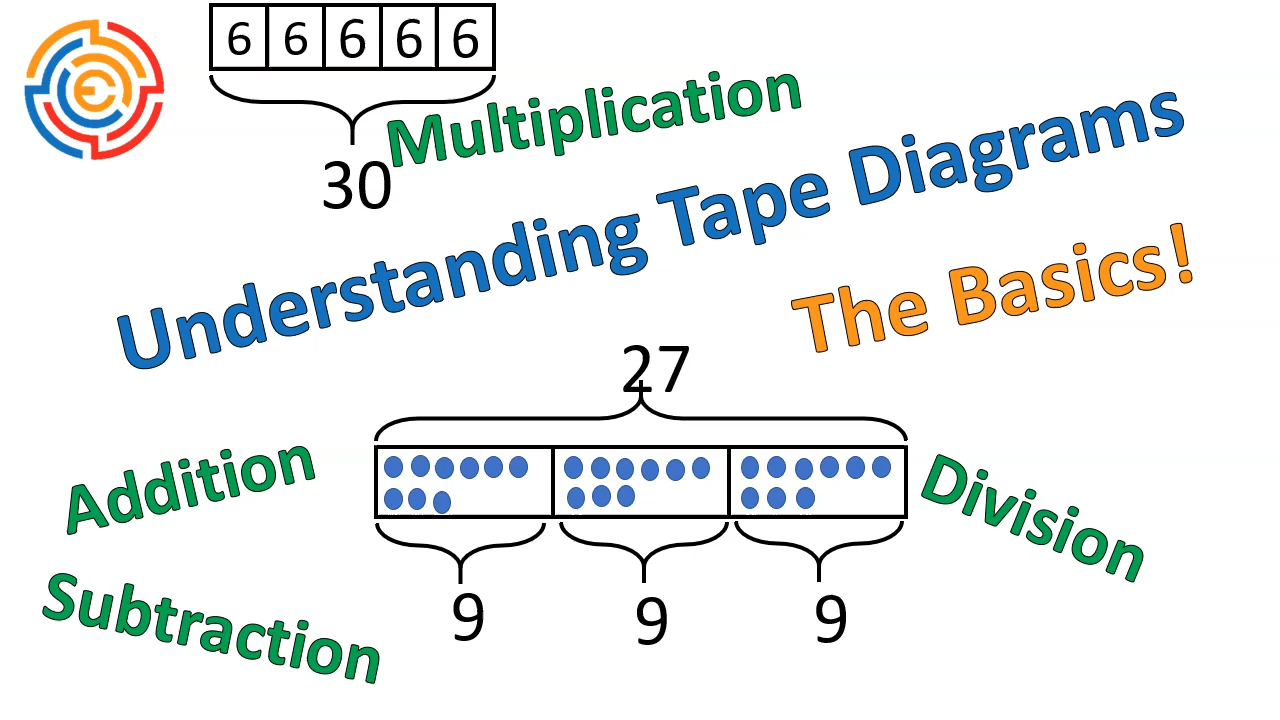 6 6 6 6 6
Multiplication
30
Understanding Tape Diagrams
The Basics!
27
Addition
Division
9 9 9
Subtraction